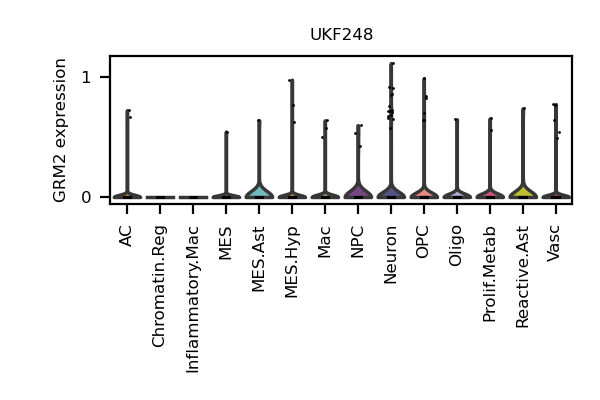 UKF248
GRM2 expression
1
0
AC
Chromatin.Reg
Inflammatory.Mac
MES
MES.Ast
MES.Hyp
Mac
NPC
Neuron
OPC
Oligo
Prolif.Metab
Reactive.Ast
Vasc